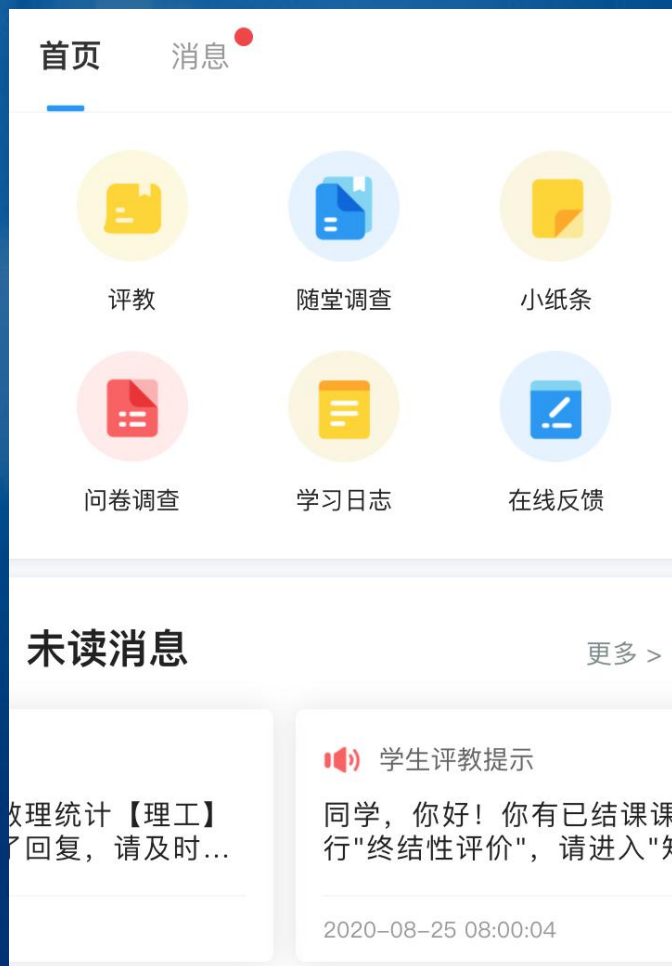 首页
消息
评教
随堂调查
小纸条
问卷调查
学习日志
在线反馈
未读消息
更多 >
理统计【理工】
回复，请及时...
学生评教提示
同学，你好！你有已结课课
行"终结性评价"，请进入"
2020-08-25 08:00:04